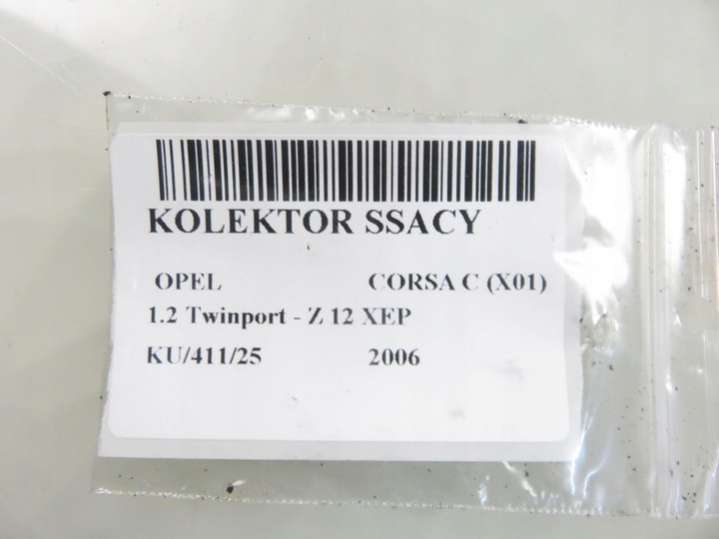 KOLEKTOR SSACY
OPEL CORSA C (X01)
1.2 Twinport - Z 12 XEP
KU/411/25 2006